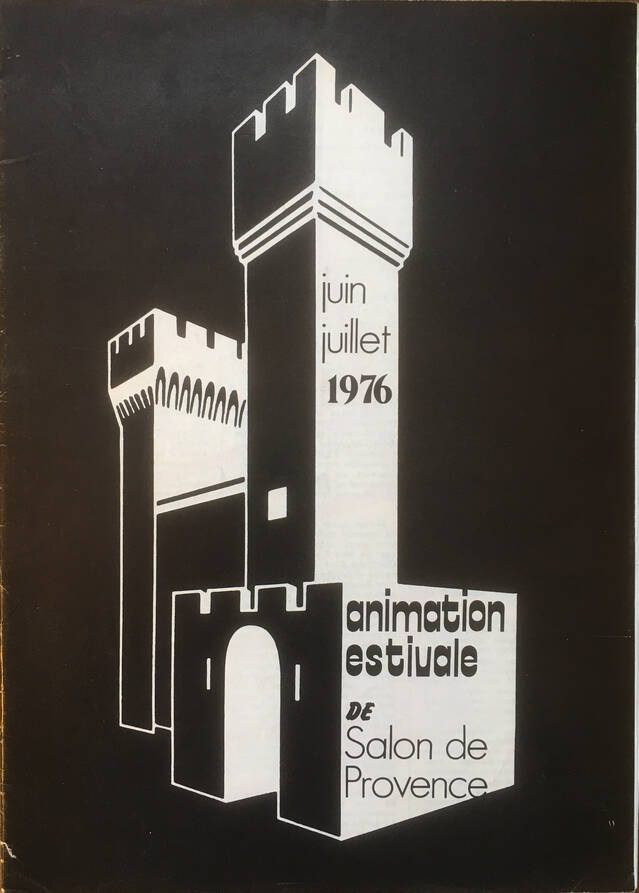 juin
juillet
1976
animation
estivale
DE
Salon de
Provence